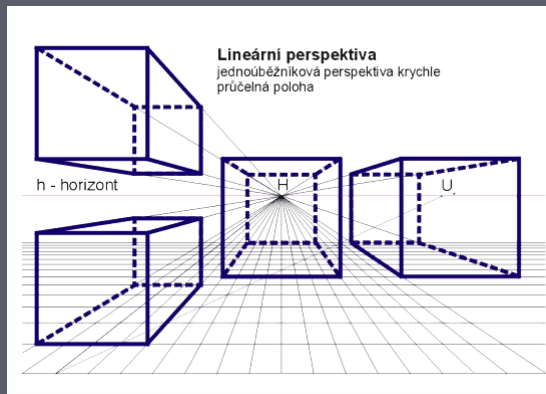 Lineární perspektiva
jednoúběžníková perspektiva krychle
průčelná poloha
h - horizont
H
U